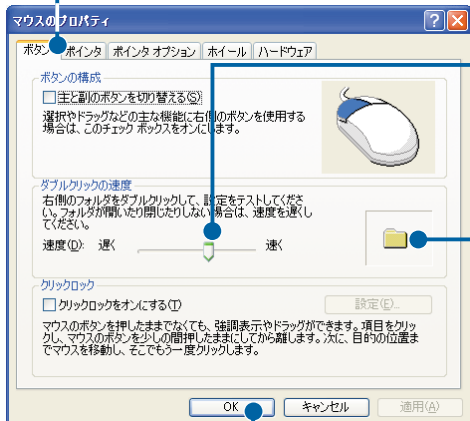 マウスのプロパティ
ボタン ポインタ ポインタ オプション ホイール ハードウェア
ボタンの構成
主と副のボタンを切り替える(S)
選択やドラッグなどの主な機能に右側のボタンを使用する
場合は、このチェック ボックスをオンにします。
ダブルクリックの速度
右側のフォルダをダブルクリックして、設定をテストしてくださ
い。フォルダが開いたり閉じたりしない場合は、速度を遅くし
てください。
速度(D): 遅く 速く
クリックロック
クリックロックをオンにする(T) 設定(E)...
マウスのボタンを押したままでなくても、強調表示やドラッグができます。項目をクリッ
クし、マウスのボタンを少しの間押したままにしてから離します。次に、目的の位置ま
でマウスを移動し、そこでもう一度クリックします。
OK キャンセル 適用(A)